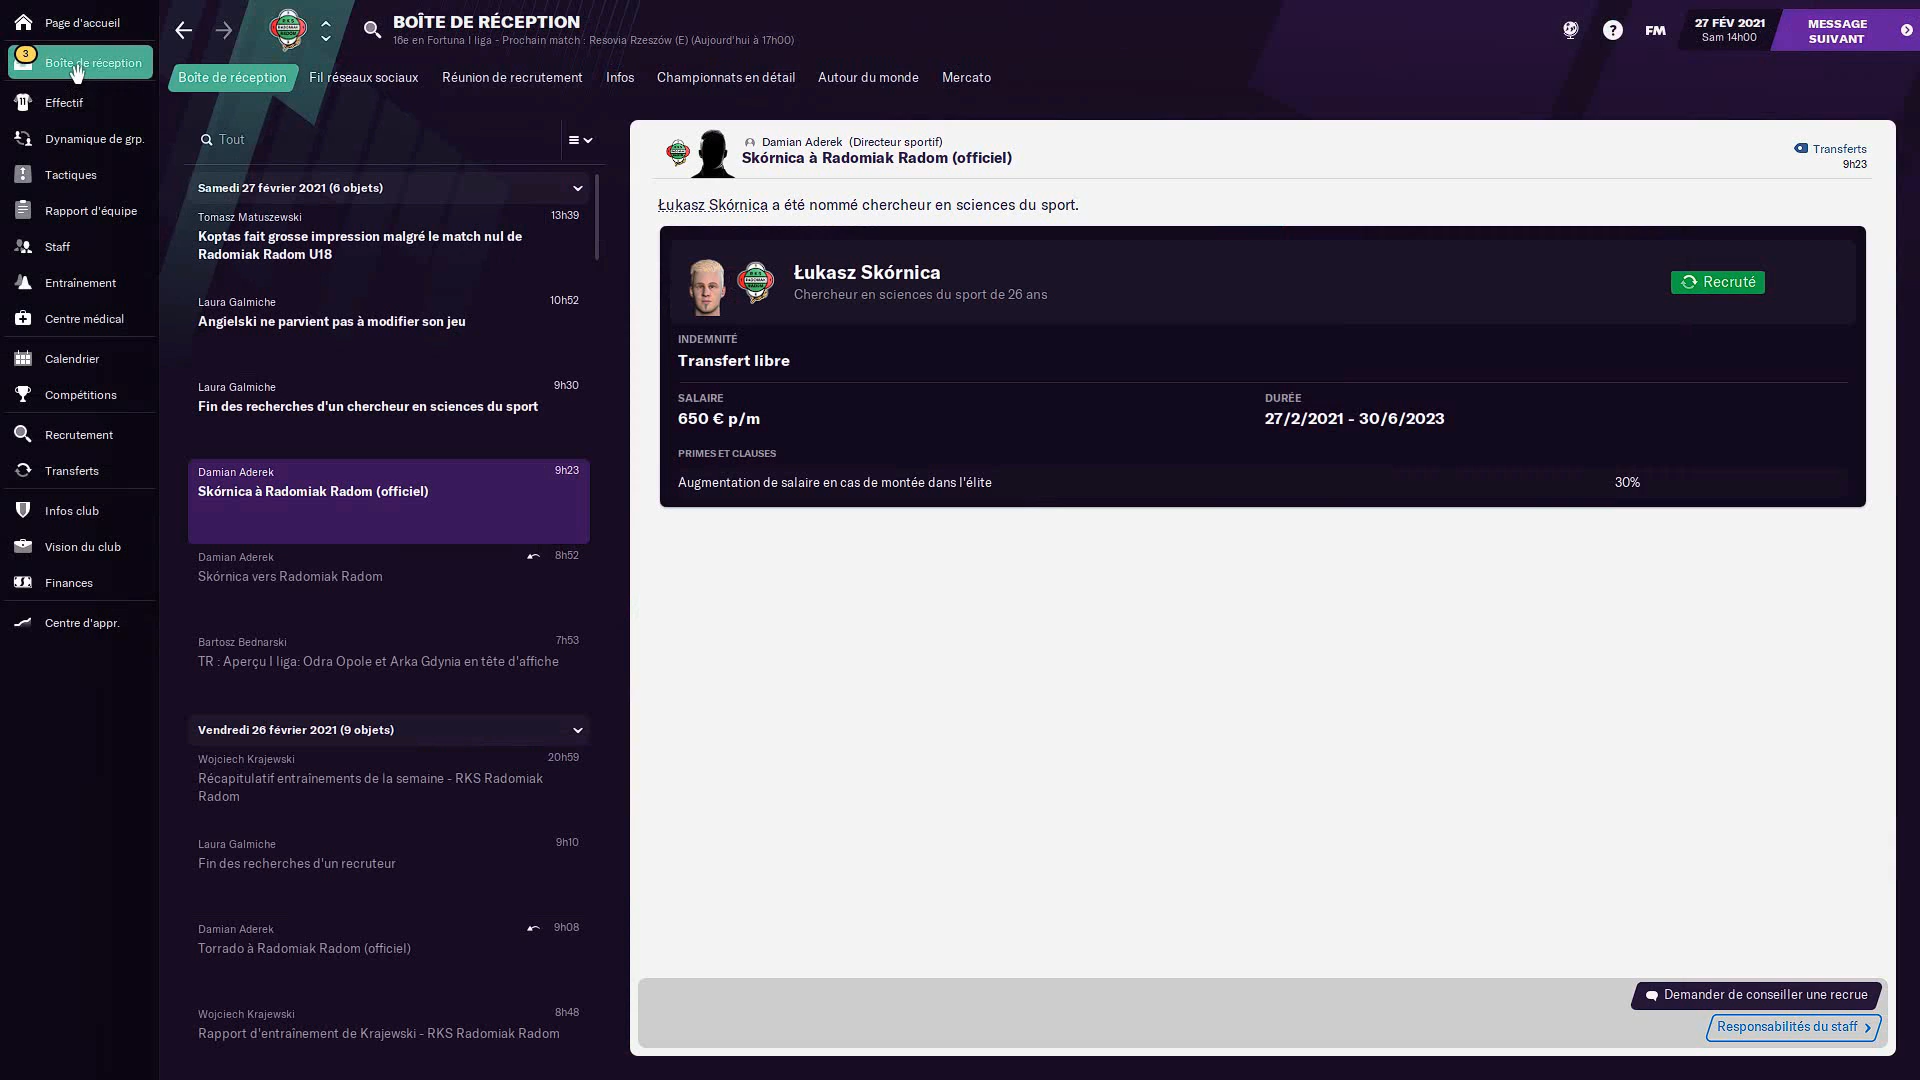 Page d'accueil
3
Boîte de réception
Effectif
Dynamique de grp.
Tactiques
Rapport d'équipe
Staff
Entraînement
Centre médical
Calendrier
Compétitions
Recrutement
Transferts
Infos club
Vision du club
Finances
Centre d'appr.
BOÎTE DE RÉCEPTION
16e en Fortuna I liga - Prochain match : Resovia Rzeszów (E) (Aujourd'hui à 17h00)
FM
27 FÉV 2021
Sam 14h00
MESSAGE
SUIVANT
Boîte de réception
Fil réseaux sociaux
Réunion de recrutement
Infos
Championnats en détail
Autour du monde
Mercato
Tout
Samedi 27 février 2021 (6 objets)
Tomasz Matuszewski 13h39
Koptas fait grosse impression malgré le match nul de
Radomiak Radom U18
Laura Galmiche 10h52
Angielski ne parvient pas à modifier son jeu
Laura Galmiche 9h30
Fin des recherches d'un chercheur en sciences du sport
Damian Aderek 9h23
Skórnica à Radomiak Radom (officiel)
Damian Aderek 8h52
Skórnica vers Radomiak Radom
Bartosz Bednarski 7h53
TR : Aperçu I liga: Odra Opole et Arka Gdynia en tête d'affiche
Vendredi 26 février 2021 (9 objets)
Wojciech Krajewski 20h59
Récapitulatif entraînements de la semaine - RKS Radomiak
Radom
Laura Galmiche 9h10
Fin des recherches d'un recruteur
Damian Aderek 9h08
Torrado à Radomiak Radom (officiel)
Wojciech Krajewski 8h48
Rapport d'entraînement de Krajewski - RKS Radomiak Radom
Damian Aderek (Directeur sportif)
Skórnica à Radomiak Radom (officiel)
Transferts
9h23
Łukasz Skórnica a été nommé chercheur en sciences du sport.
Łukasz Skórnica
Chercheur en sciences du sport de 26 ans
Recruté
INDEMNITÉ
Transfert libre
SALAIRE
650 € p/m
DURÉE
27/2/2021 - 30/6/2023
PRIMES ET CLAUSES
Augmentation de salaire en cas de montée dans l'élite 30%
Demander de conseiller une recrue
Responsabilités du staff